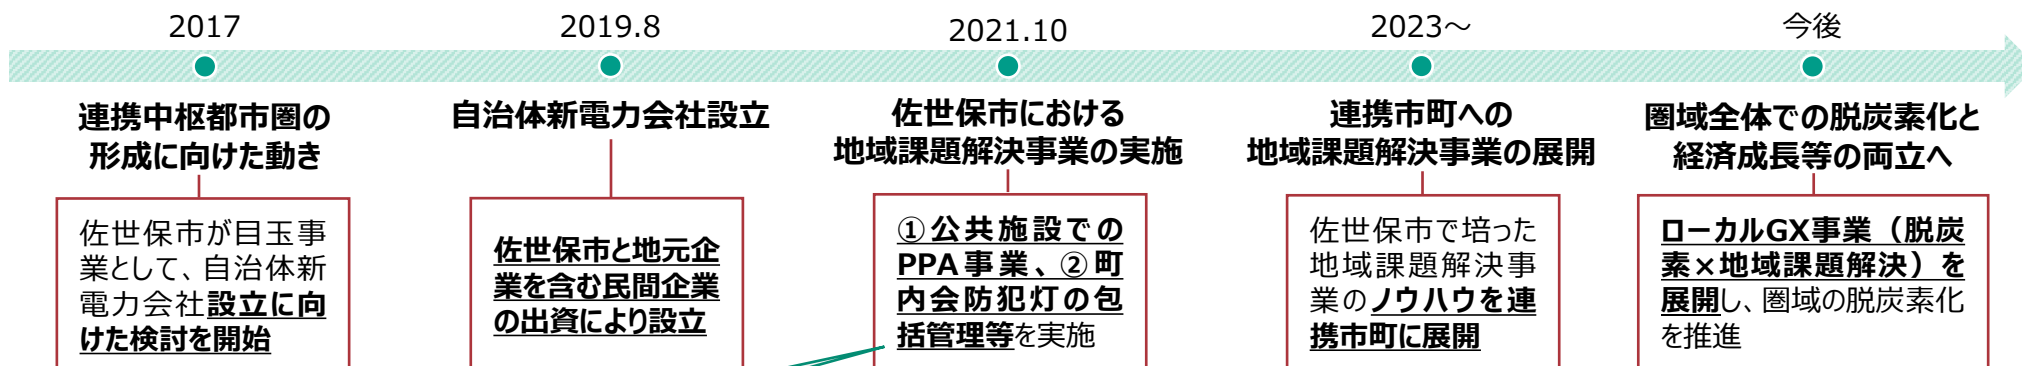 2017
連携中枢都市圏の
形成に向けた動き
佐世保市が目玉事
業として、自治体新
電力会社設立に向
けた検討を開始
2019.8
自治体新電力会社設立
佐世保市と地元企
業を含む民間企業
の出資により設立
2021.10
佐世保市における
地域課題解決事業の実施
①公共施設での
PPA事業、②町
内会防犯灯の包
括管理等を実施
2023～
連携市町への
地域課題解決事業の展開
佐世保市で培った
地域課題解決事
業のノウハウを連
携市町に展開
今後
圏域全体での脱炭素化と
経済成長等の両立へ
ローカルGX事業（脱炭
素×地域課題解決）を
展開し、圏域の脱炭素化
を推進